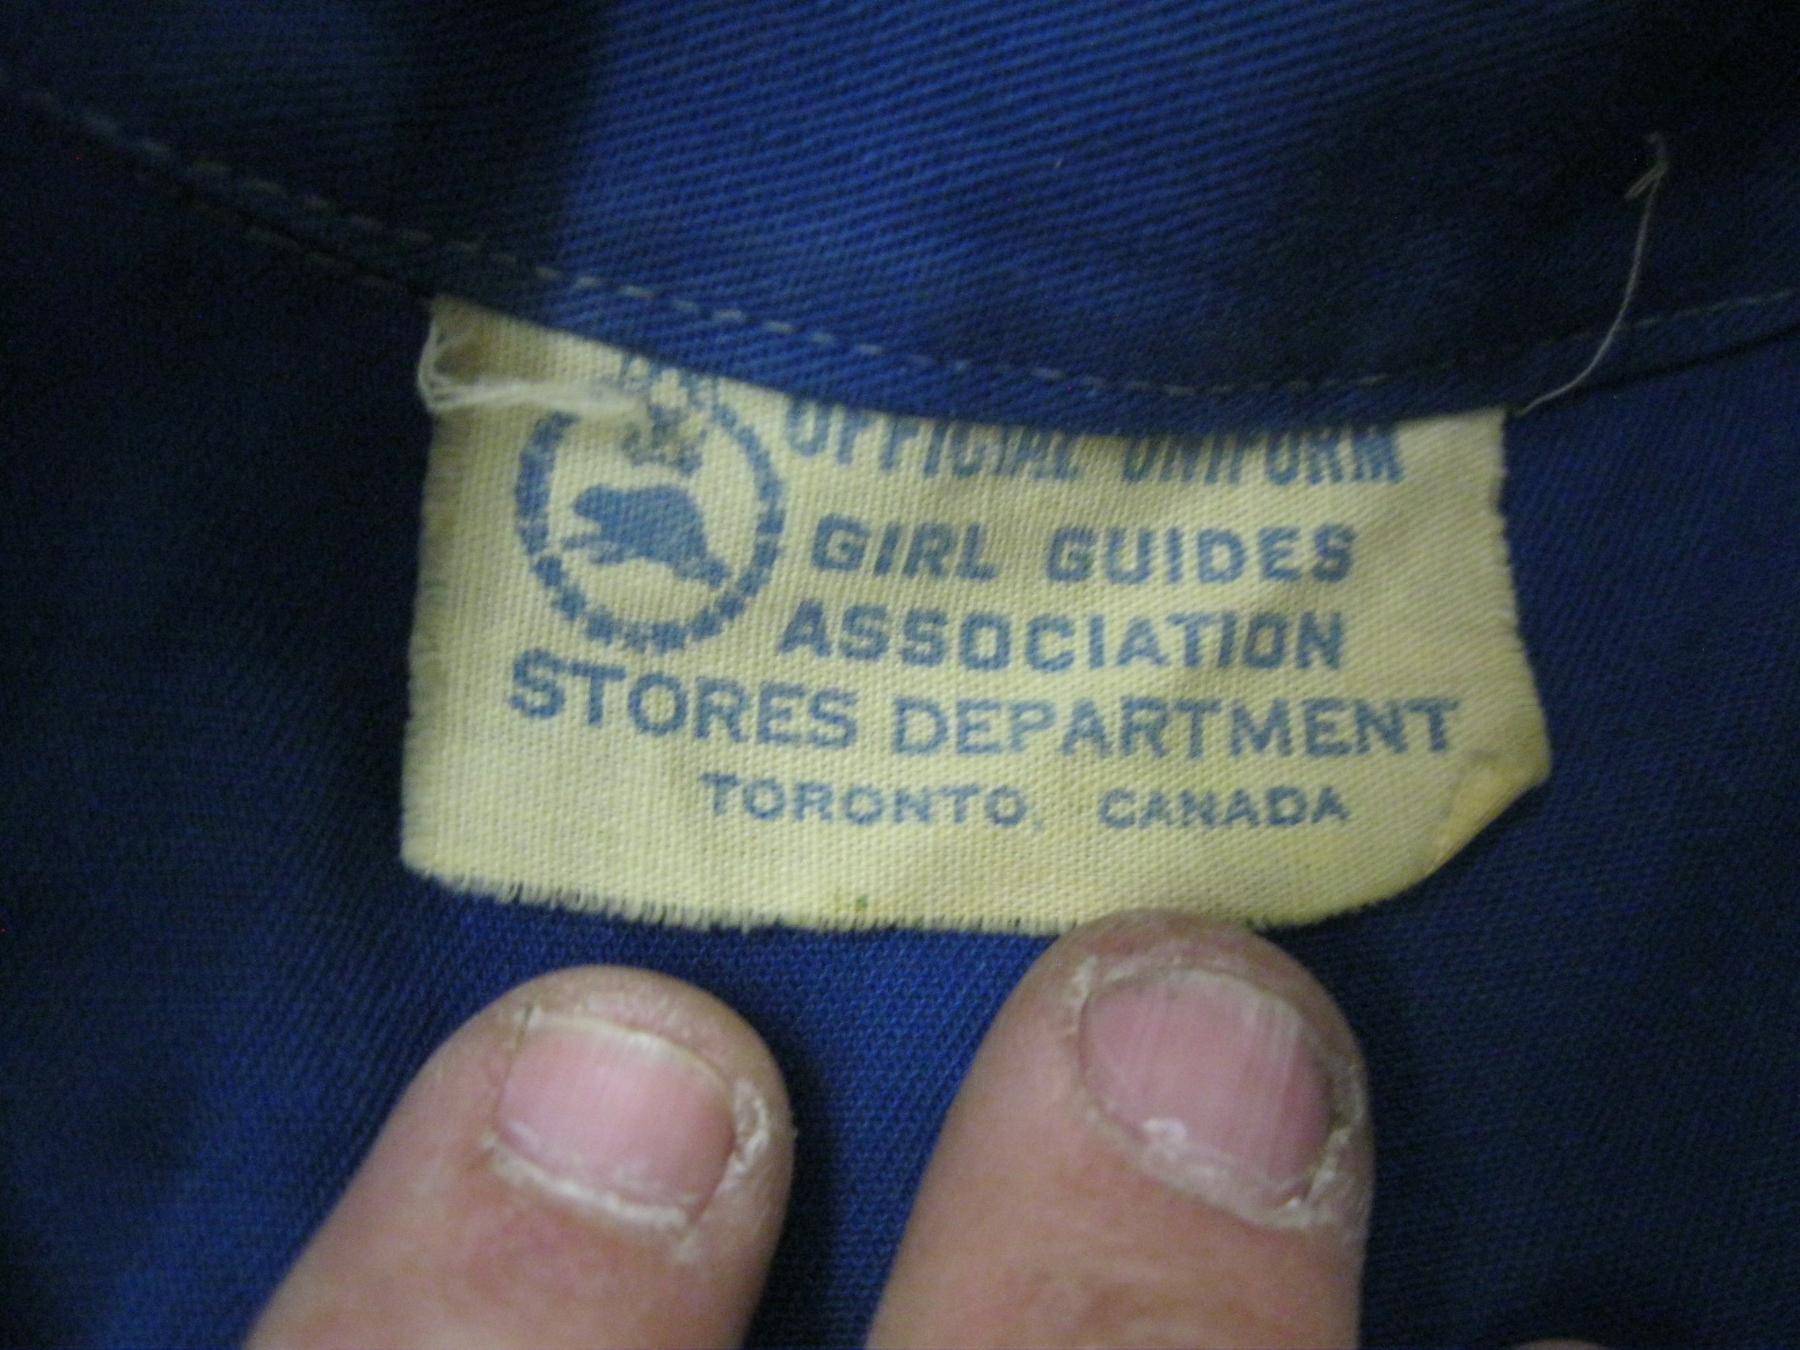 OFFICIAL UNIFORM
GIRL GUIDES
ASSOCIATION
STORES DEPARTMENT
TORONTO, CANADA